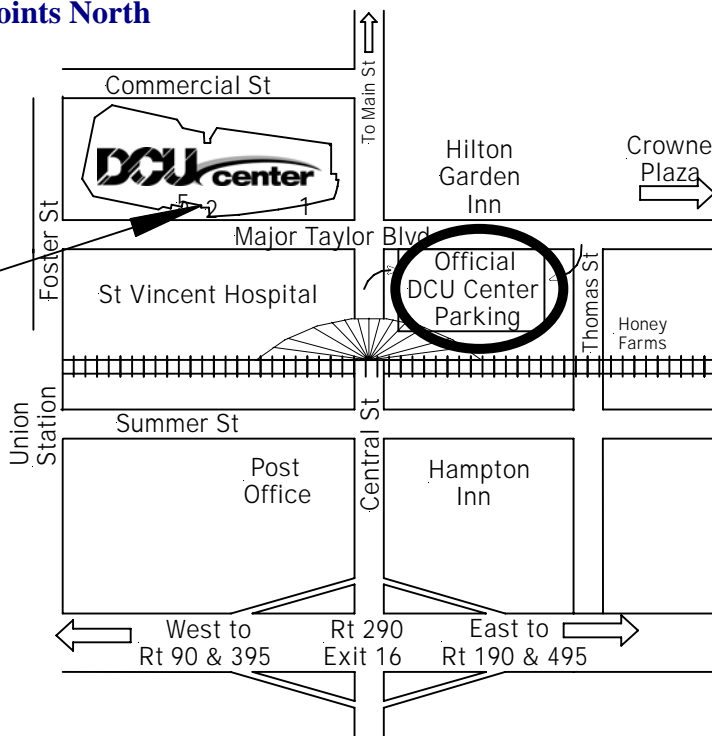 oints North
Commercial St
To Main St
Hilton
Garden
Inn
Crowne
Plaza
DCU center
5 2 1
Foster St
Major Taylor Blvd
St Vincent Hospital
Official
DCU Center
Parking
Thomas St
Honey
Farms
Union
Station
Summer St
Central St
Post
Office
Hampton
Inn
West to
Rt 90 & 395
Rt 290
Exit 16
East to
Rt 190 & 495